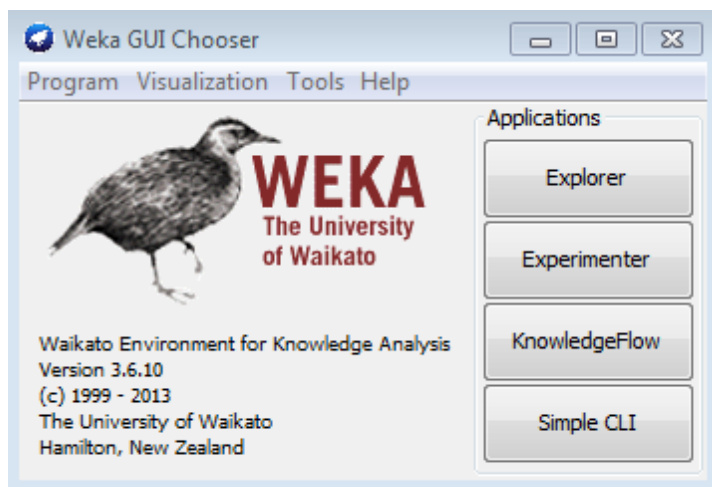 Weka GUI Chooser
Program Visualization Tools Help
WEKA
The University
of Waikato
Waikato Environment for Knowledge Analysis
Version 3.6.10
(c) 1999 - 2013
The University of Waikato
Hamilton, New Zealand
Applications
Explorer
Experimenter
KnowledgeFlow
Simple CLI